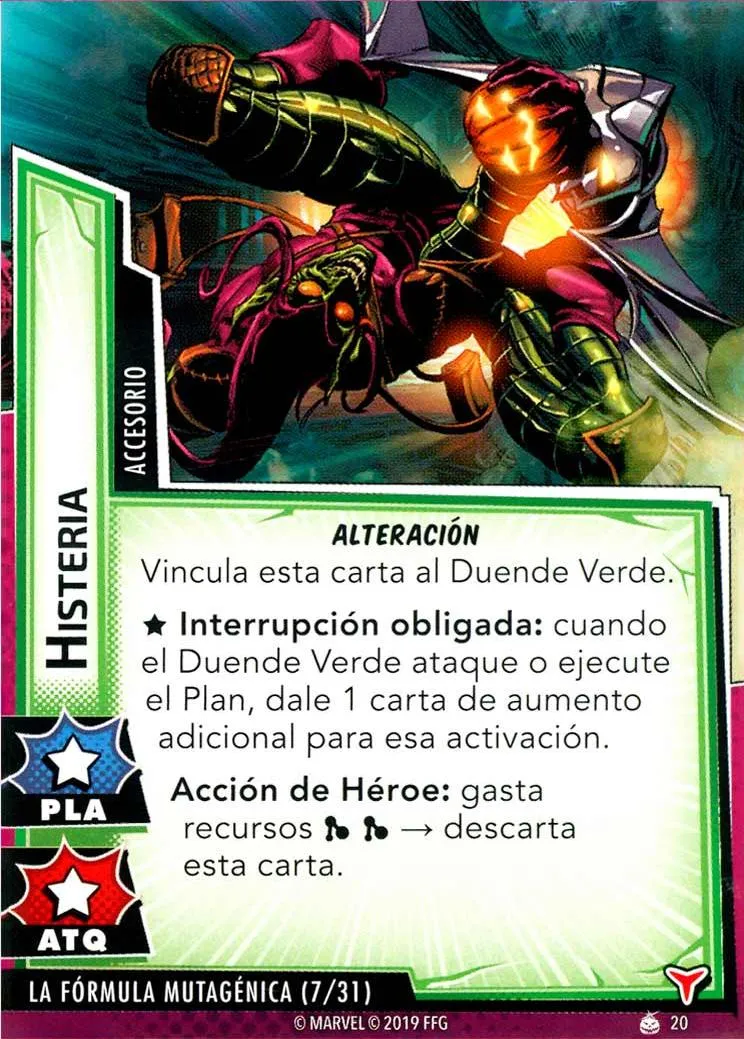 ACCESORIO
HISTERIA
ALTERACIÓN
Vincula esta carta al Duende Verde.
★ Interrupción obligada: cuando
el Duende Verde ataque o ejecute
el Plan, dale 1 carta de aumento
adicional para esa activación.
Acción de Héroe: gasta
recursos → descarta
esta carta.
PLA
ATQ
LA FÓRMULA MUTAGÉNICA (7/31)
© MARVEL © 2019 FFG
20